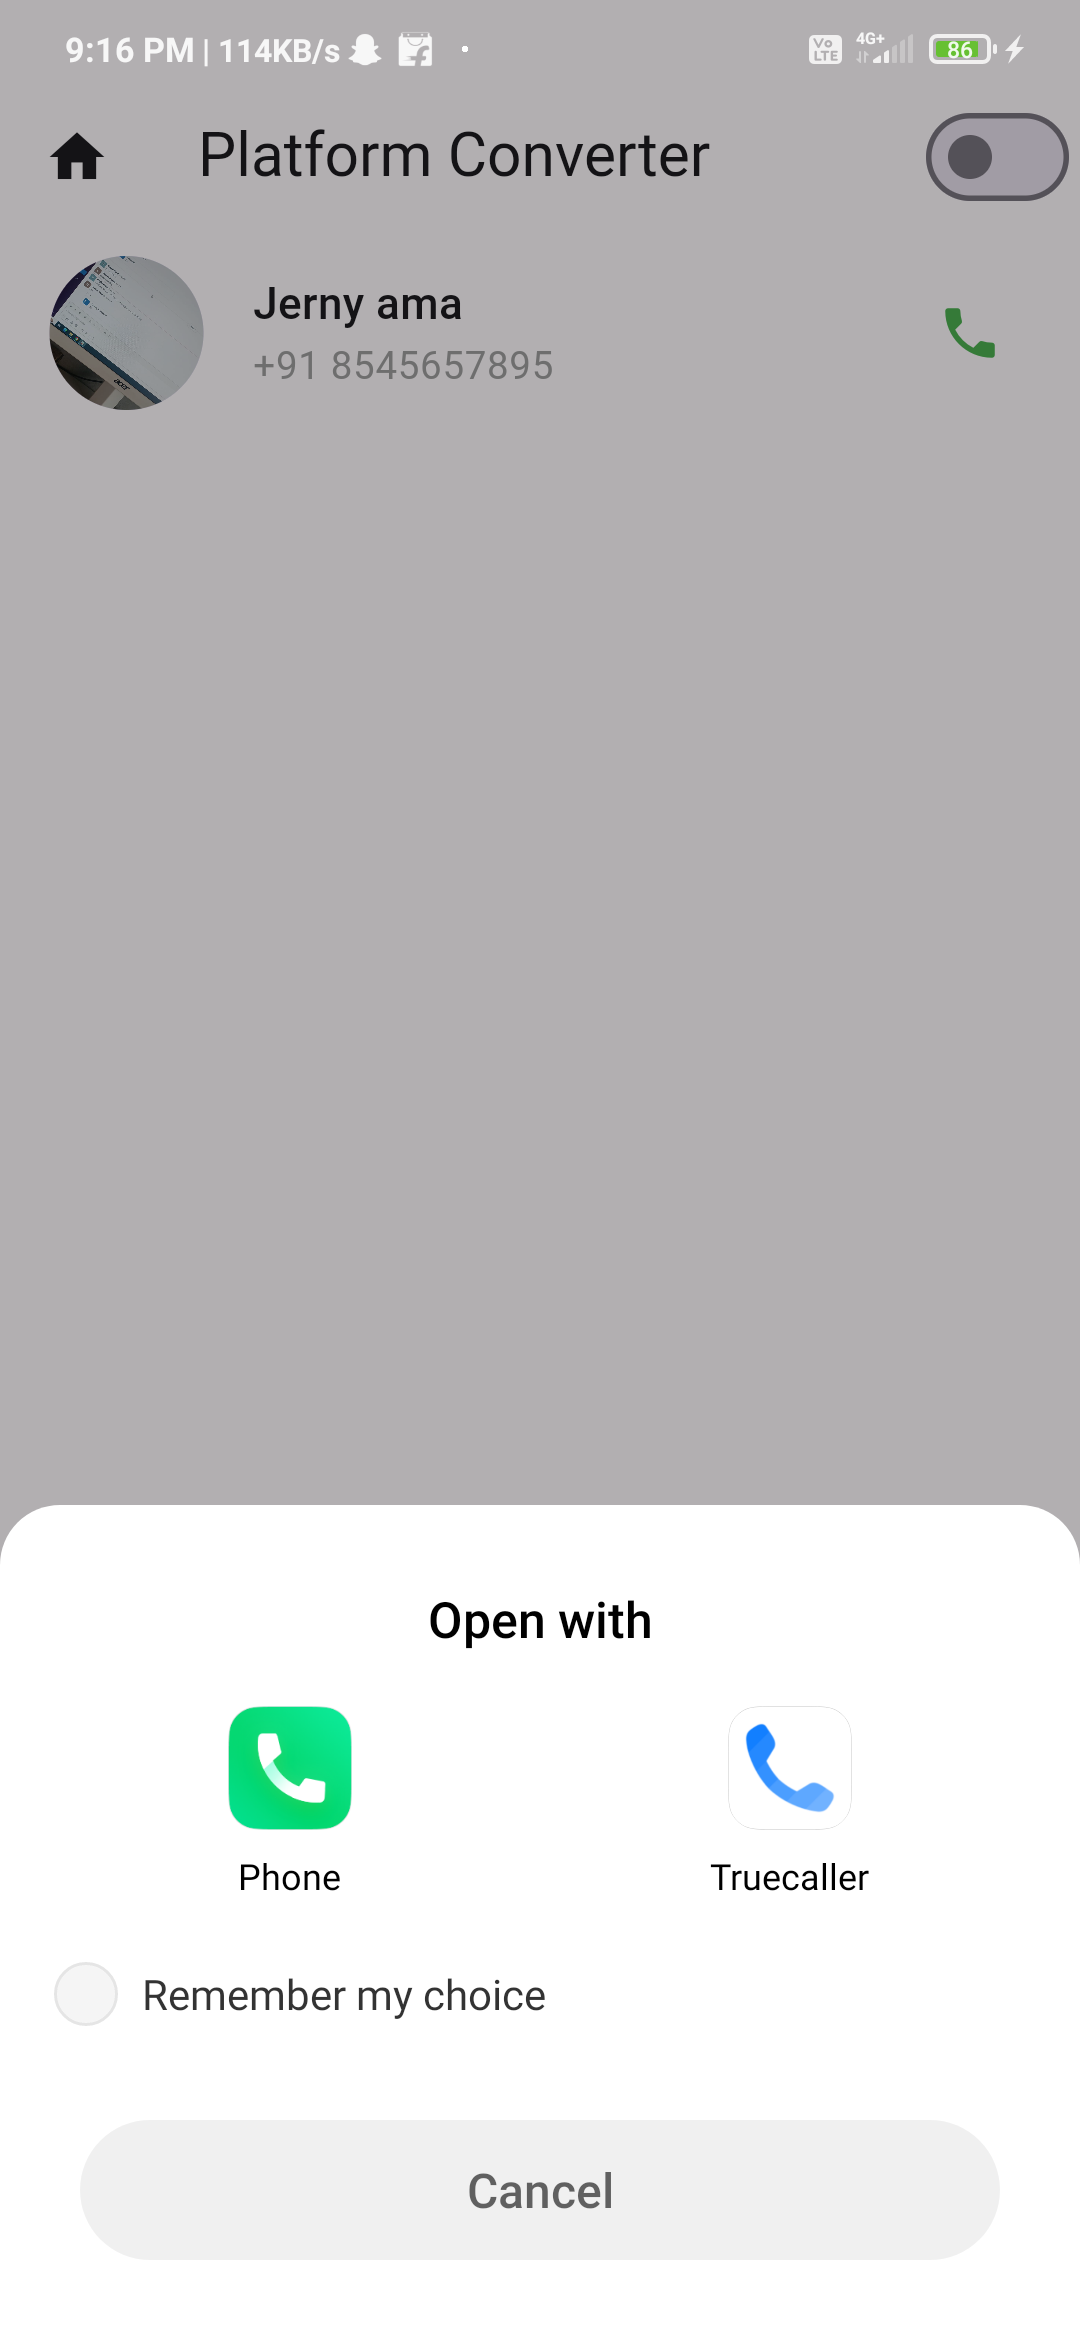 9:16 PM | 114KB/s
Vo LTE 4G+ 86
Platform Converter
Jerny ama
+91 8545657895
acer
Open with
Phone Truecaller
Remember my choice
Cancel